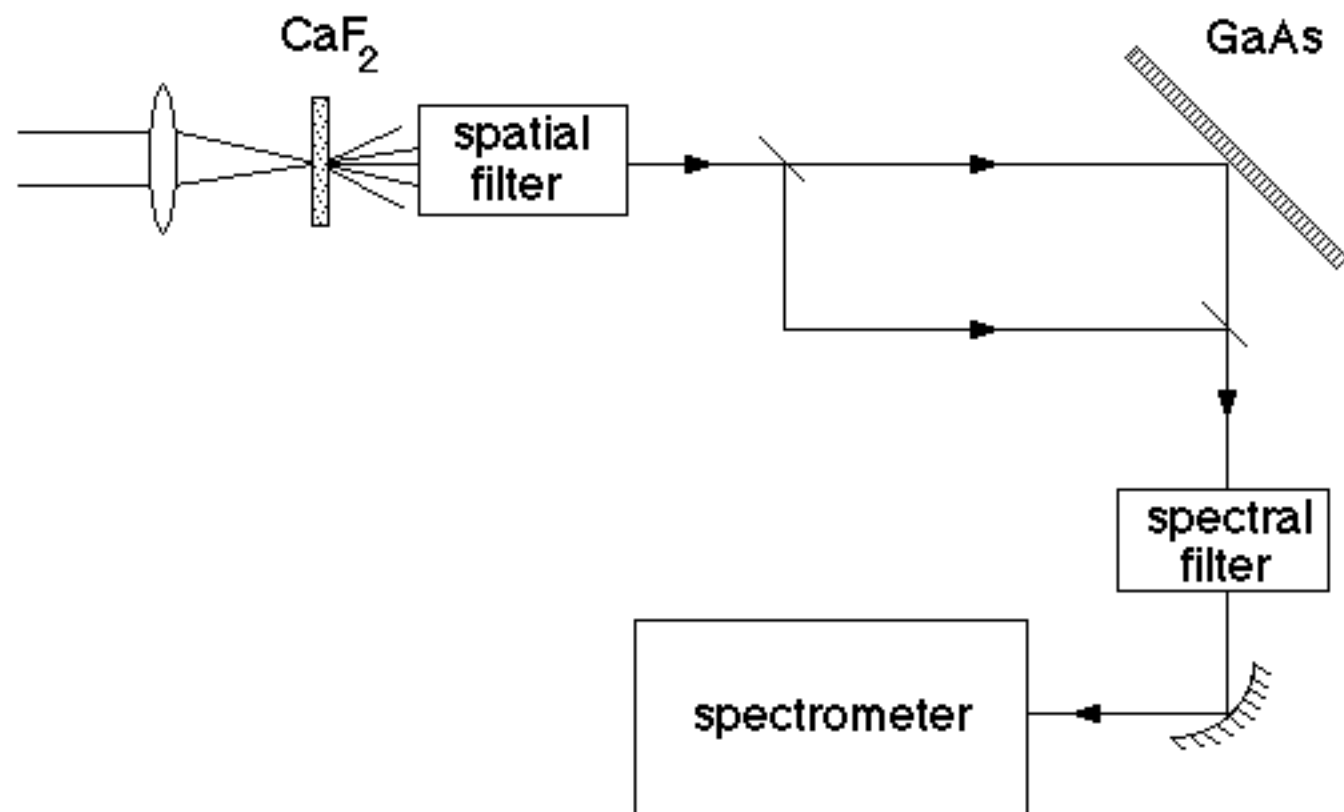 CaF₂
GaAs
spatial
filter
spectral
filter
spectrometer